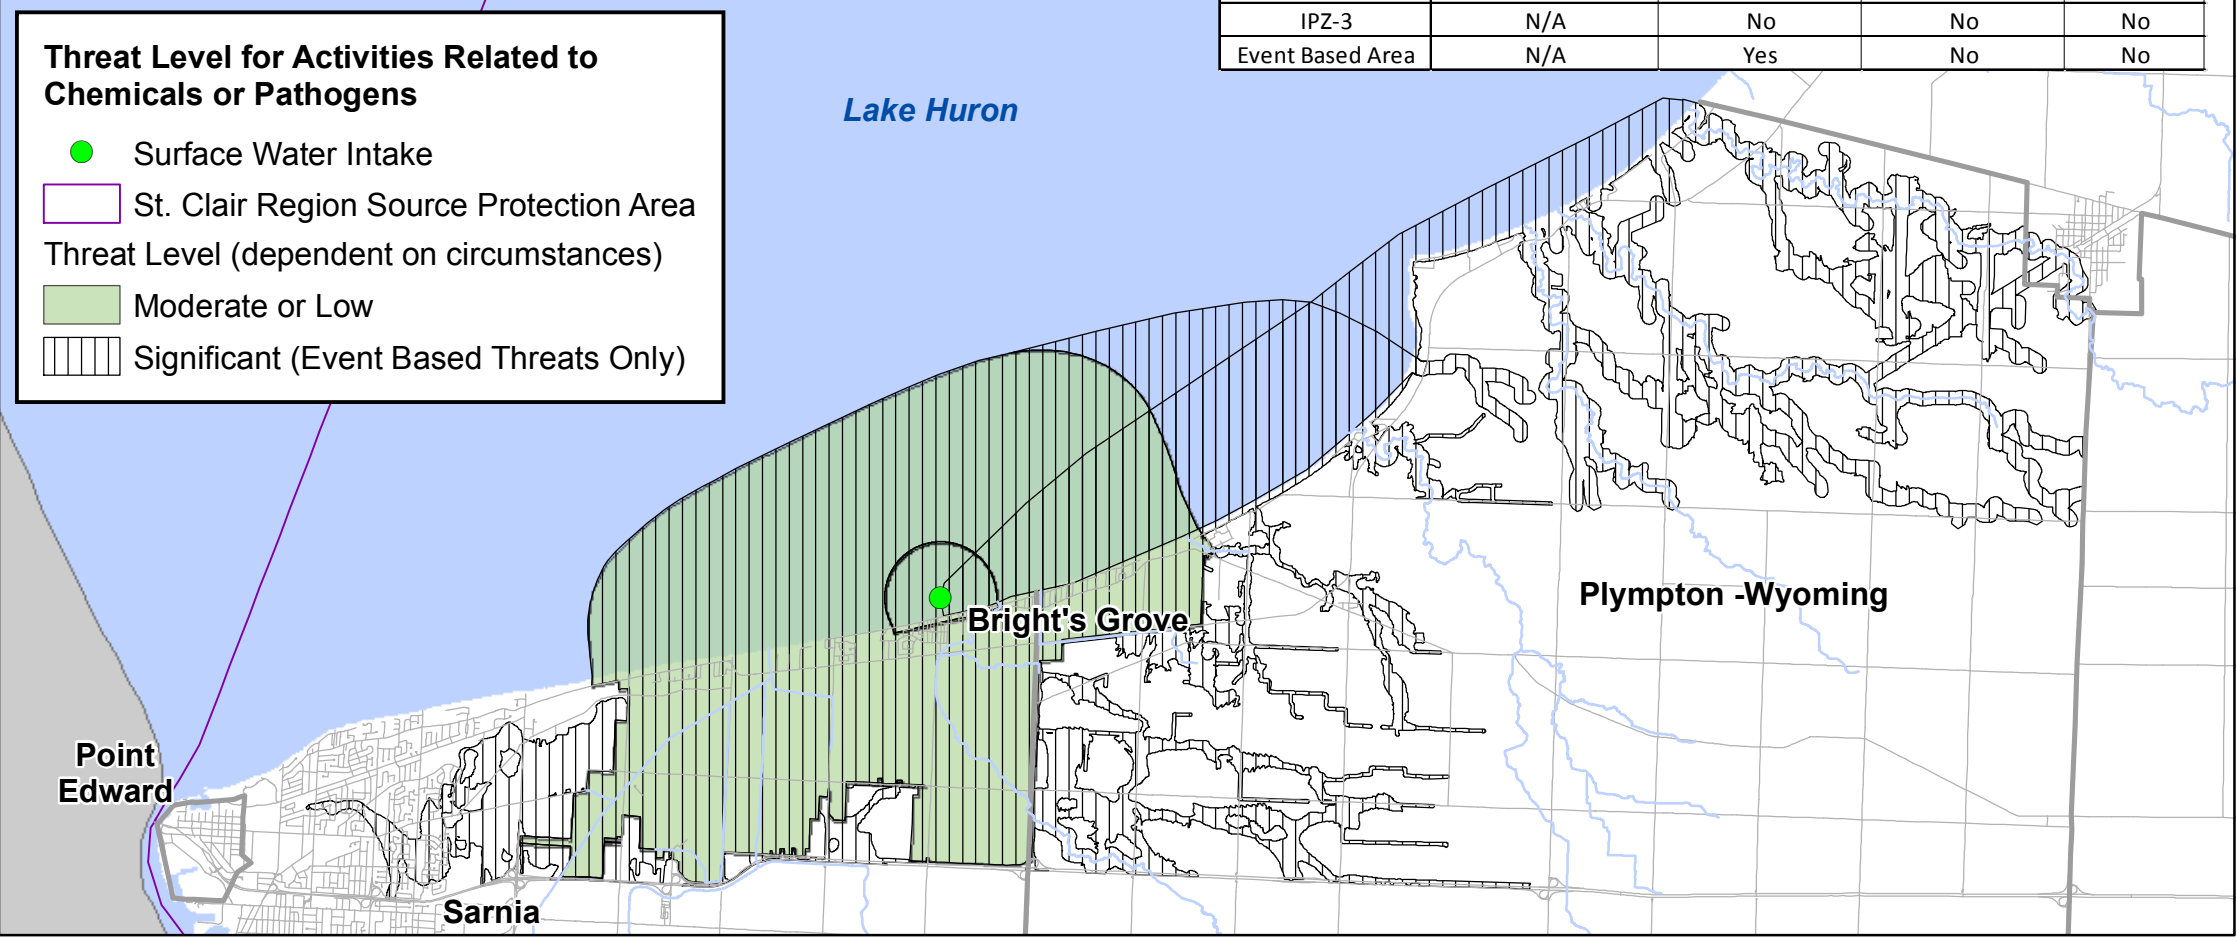 IPZ-3 N/A No No No
Event Based Area N/A Yes No No
Threat Level for Activities Related to
Chemicals or Pathogens
Surface Water Intake
St. Clair Region Source Protection Area
Threat Level (dependent on circumstances)
Moderate or Low
Significant (Event Based Threats Only)
Lake Huron
Plympton -Wyoming
Bright's Grove
Point
Edward
Sarnia